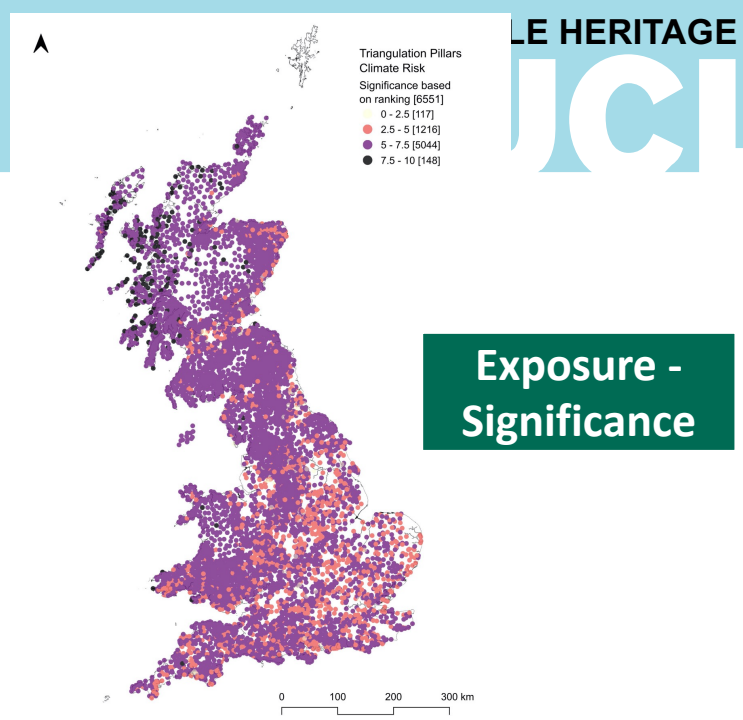 LE HERITAGE
UCL
Triangulation Pillars
Climate Risk
Significance based
on ranking [6551]
0 - 2.5 [117]
2.5 - 5 [1216]
5 - 7.5 [5044]
7.5 - 10 [148]
Exposure -
Significance
0 100 200 300 km